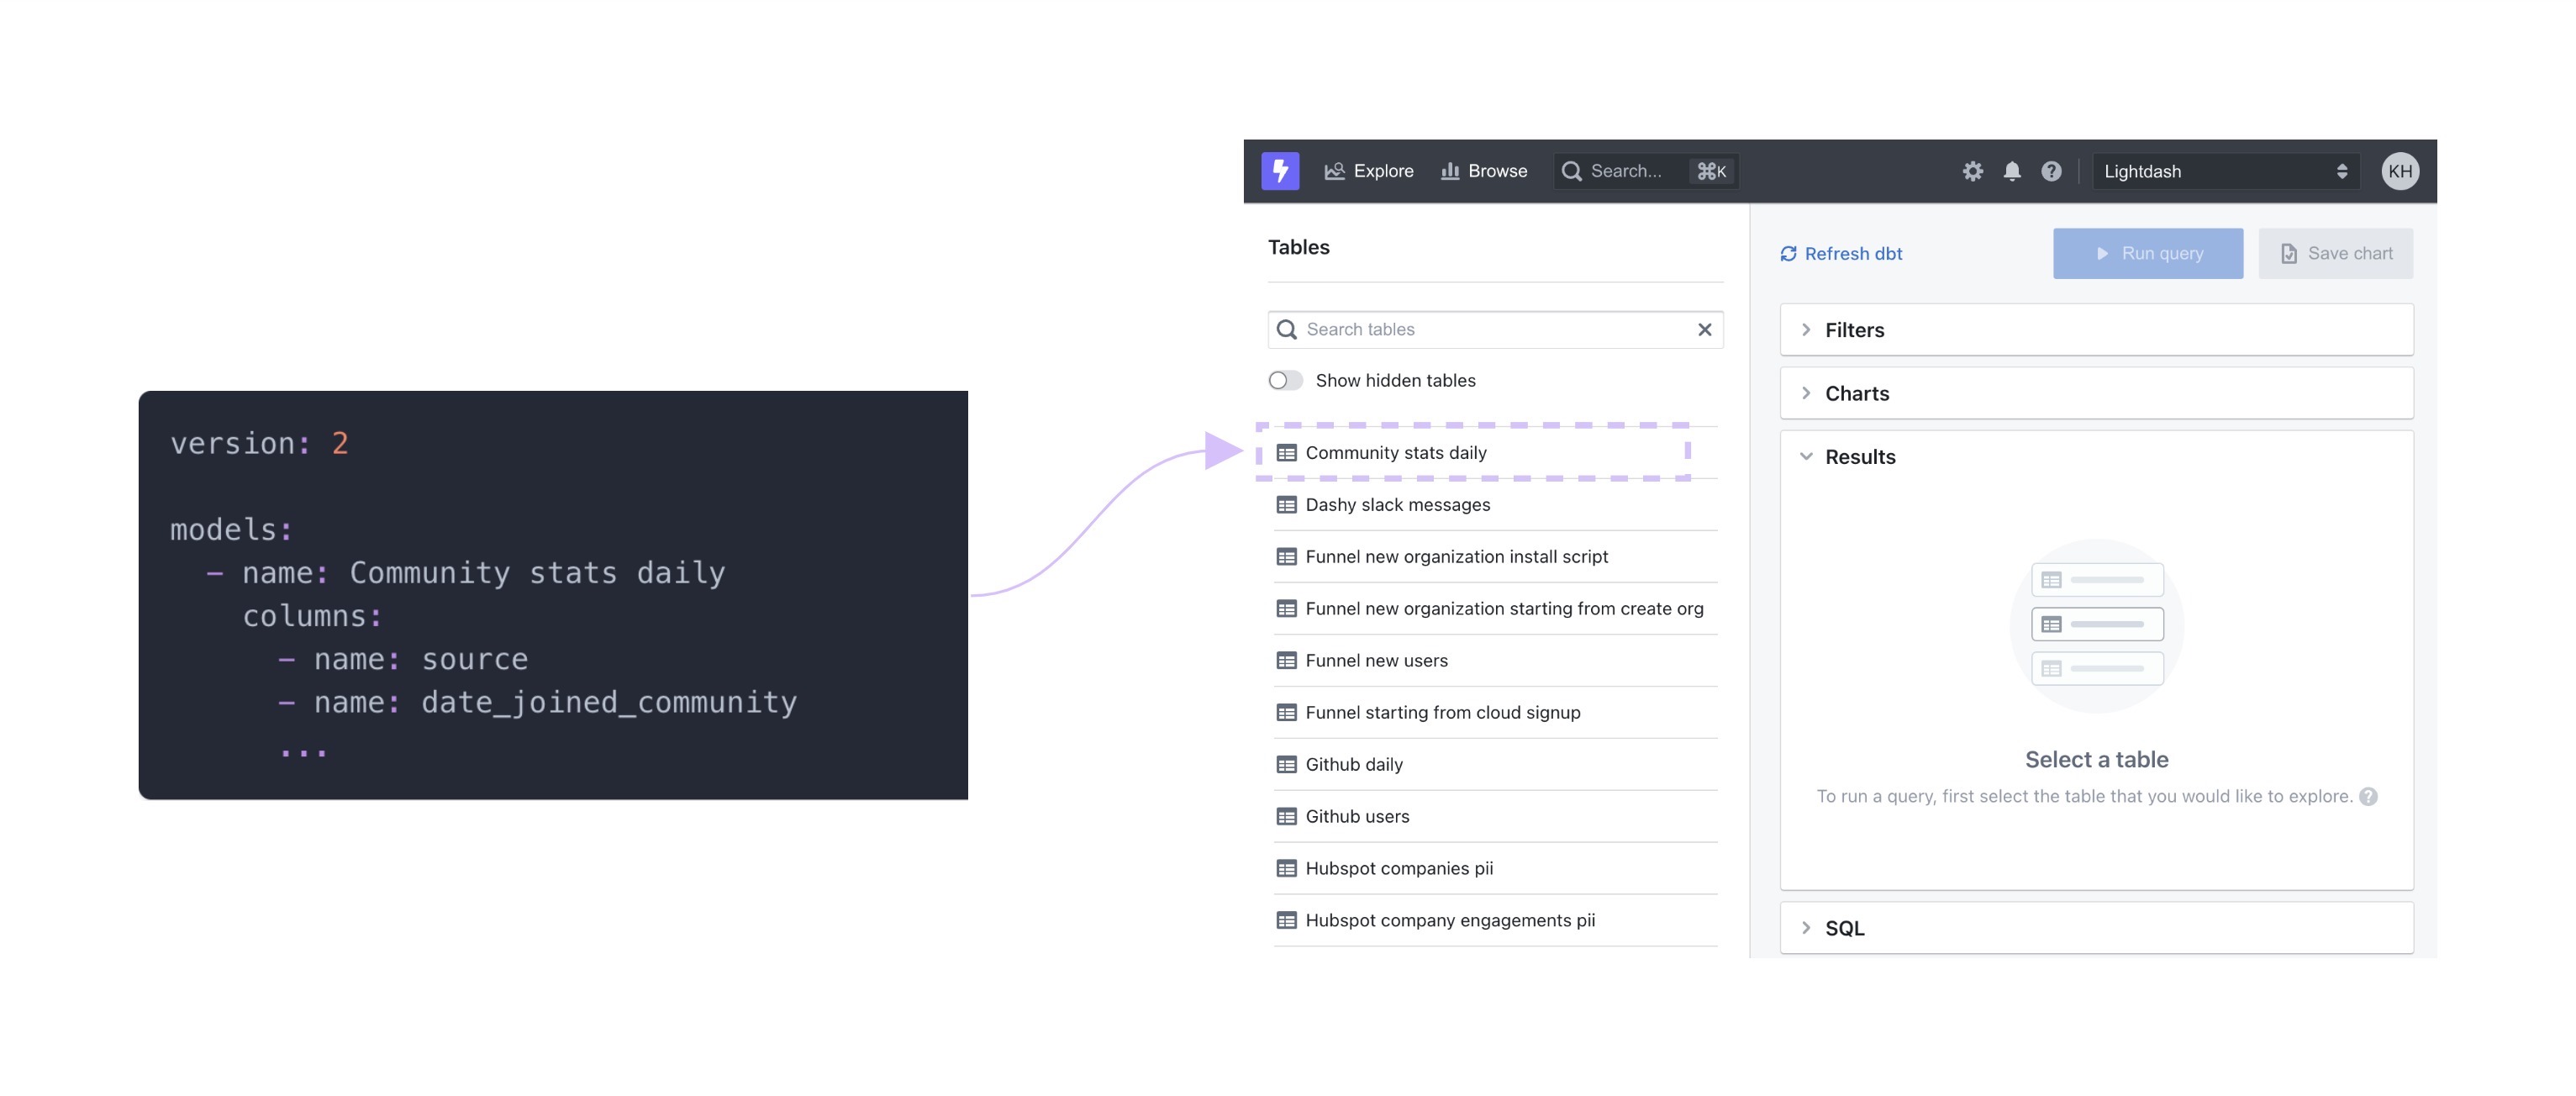 version: 2
models:
- name: Community stats daily
columns:
- name: source
- name: date_joined_community
...
Explore Browse Search... ⌘K Lightdash KH
Tables
Search tables
Show hidden tables
Community stats daily
Dashy slack messages
Funnel new organization install script
Funnel new organization starting from create org
Funnel new users
Funnel starting from cloud signup
Github daily
Github users
Hubspot companies pii
Hubspot company engagements pii
Refresh dbt Run query Save chart
Filters
Charts
Results
Select a table
To run a query, first select the table that you would like to explore.
SQL